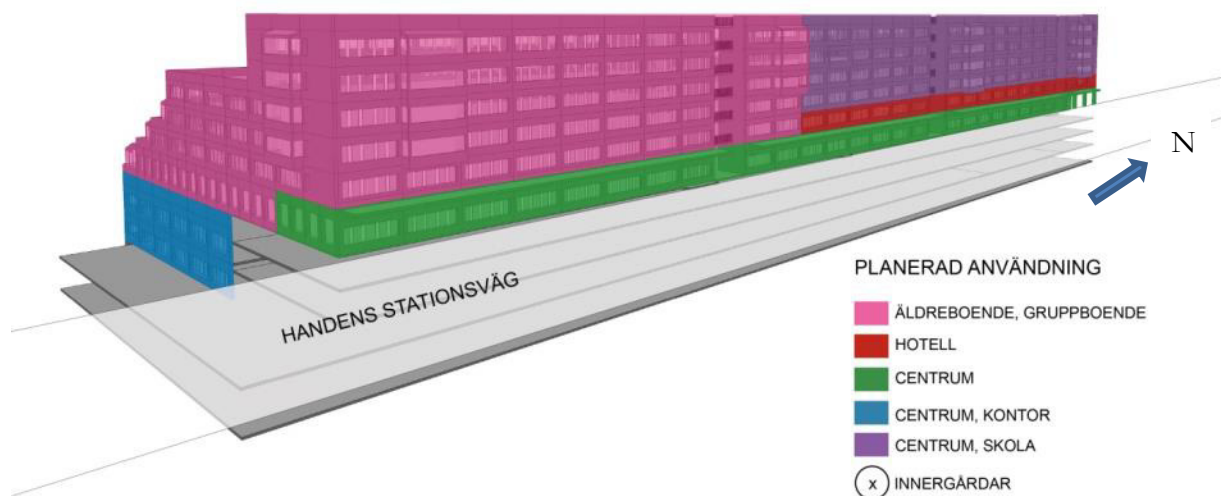 N
HANDENS STATIONSVÄG
PLANERAD ANVÄNDNING
ÄLDREBOENDE, GRUPPBOENDE
HOTELL
CENTRUM
CENTRUM, KONTOR
CENTRUM, SKOLA
x INNERGÅRDAR